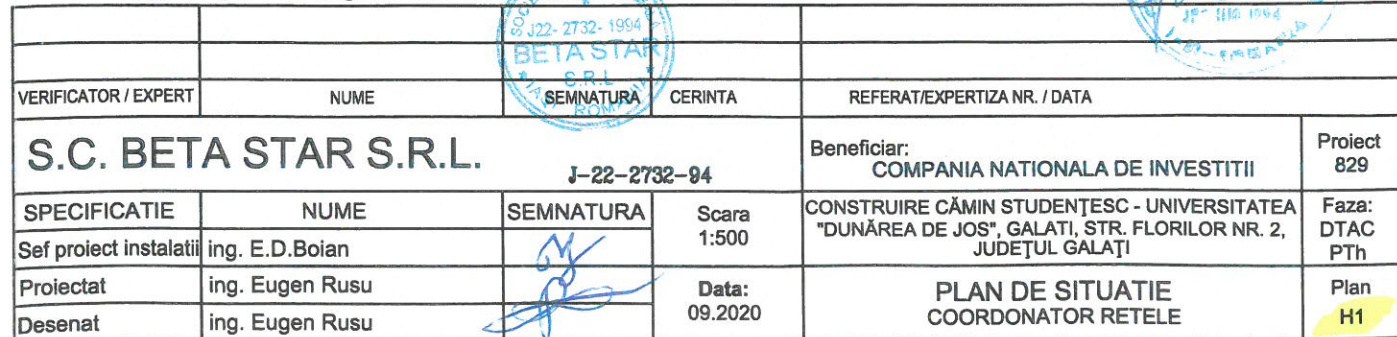 J22-2732-1994
BETA STAR
S.R.L.
IAȘI ROMANIA
VERIFICATOR / EXPERT NUME SEMNATURA CERINTA REFERAT/EXPERTIZA NR. / DATA
S.C. BETA STAR S.R.L.
J-22-2732-94
Beneficiar:
COMPANIA NATIONALA DE INVESTITII
Proiect
829
SPECIFICATIE NUME SEMNATURA
Scara
1:500
CONSTRUIRE CĂMIN STUDENŢESC - UNIVERSITATEA
"DUNĂREA DE JOS", GALATI, STR. FLORILOR NR. 2,
JUDEŢUL GALAŢI
Faza:
DTAC
PTh
Sef proiect instalatii ing. E.D.Boian
Proiectat ing. Eugen Rusu
Data:
09.2020
PLAN DE SITUATIE
COORDONATOR RETELE
Plan
H1
Desenat ing. Eugen Rusu